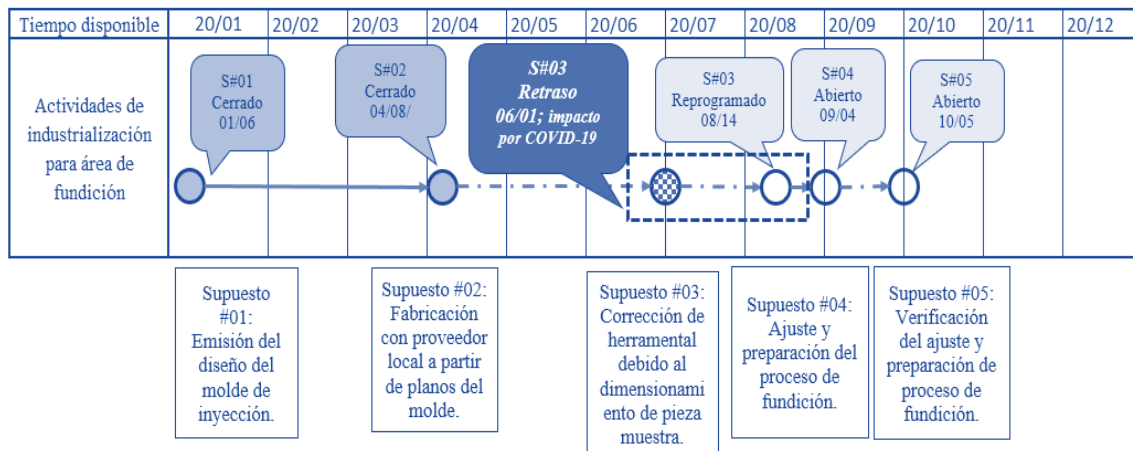 Tiempo disponible 20/01 20/02 20/03 20/04 20/05 20/06 20/07 20/08 20/09 20/10 20/11 20/12
Actividades de
industrialización
para área de
fundición
S#01
Cerrado
01/06
S#02
Cerrado
04/08/
S#03
Retraso
06/01; impacto
por COVID-19
S#03
Reprogramado
08/14
S#04
Abierto
09/04
S#05
Abierto
10/05
Supuesto
#01:
Emisión del
diseño del
molde de
inyección.
Supuesto #02:
Fabricación
con proveedor
local a partir
de planos del
molde.
Supuesto #03:
Corrección de
herramental
debido al
dimensionami
ento de pieza
muestra.
Supuesto #04:
Ajuste y
preparación del
proceso de
fundición.
Supuesto #05:
Verificación
del ajuste y
preparación de
proceso de
fundición.